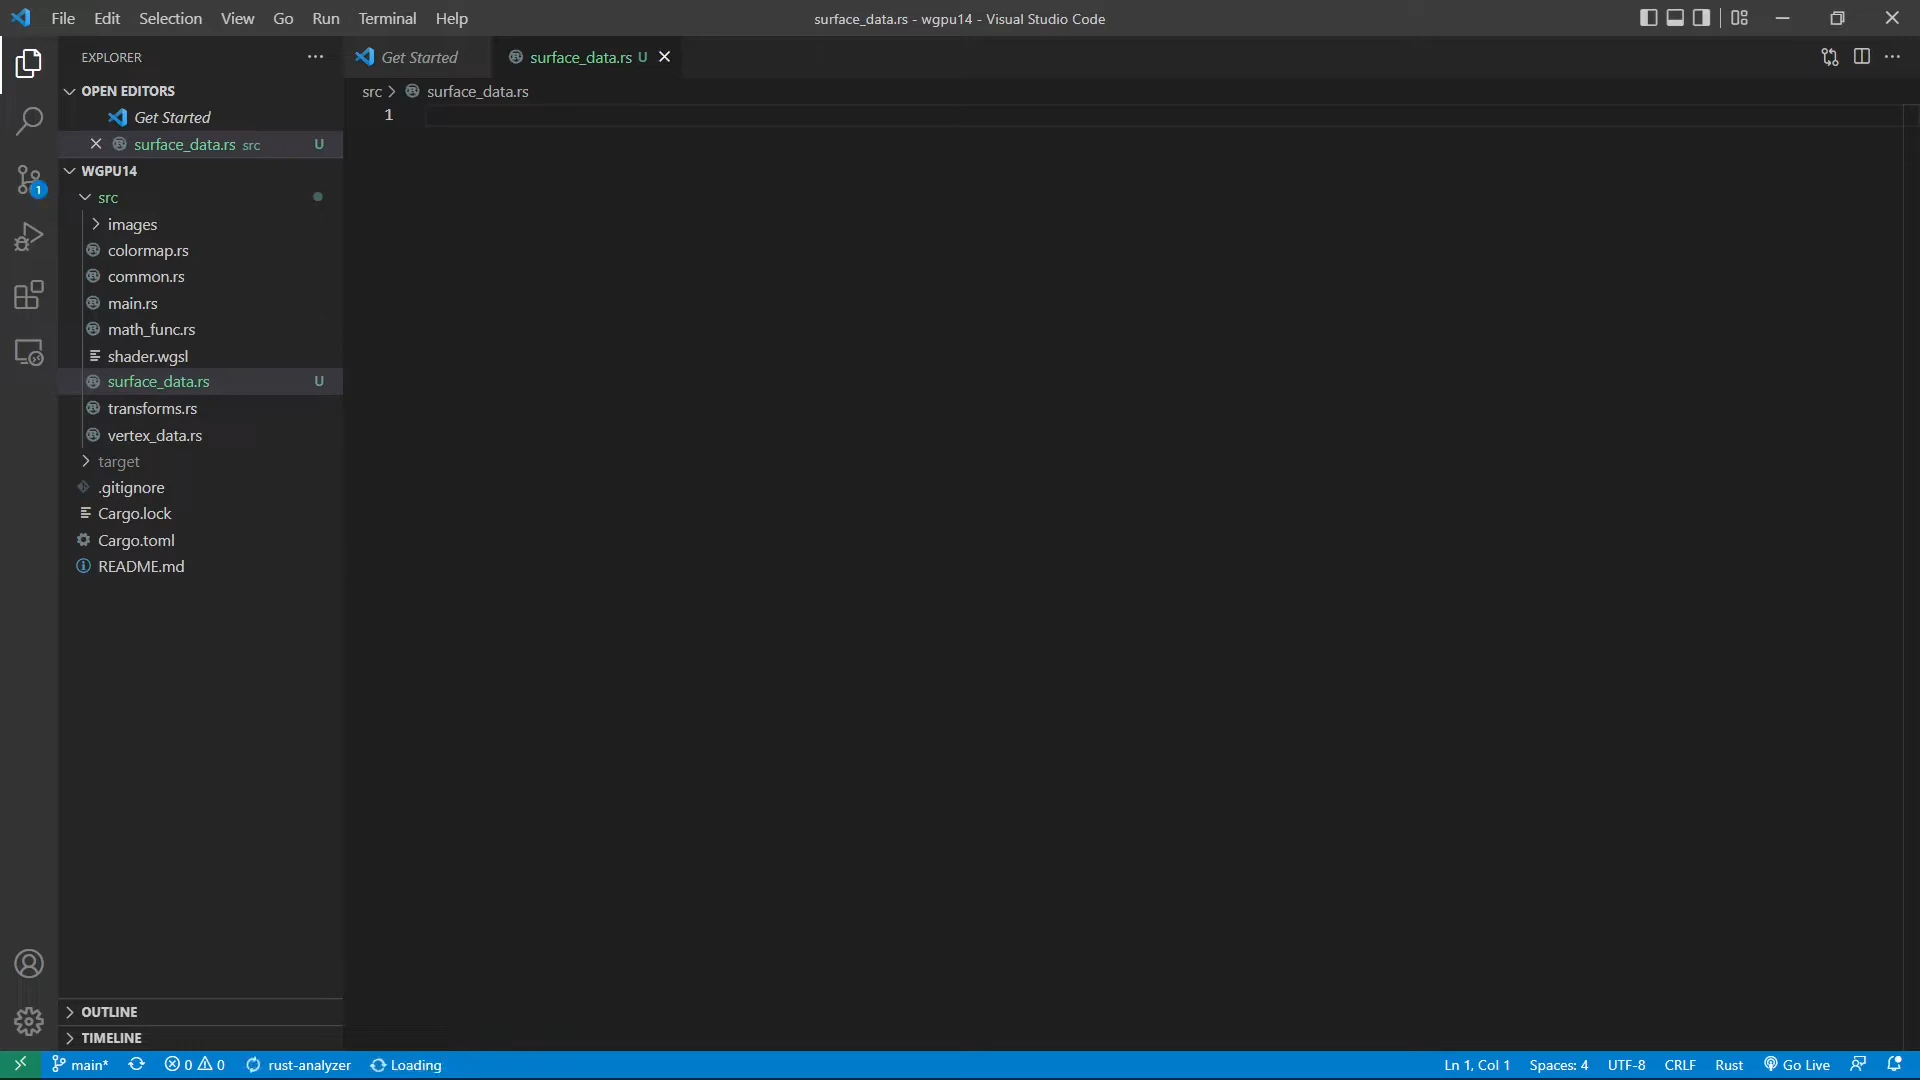 File Edit Selection View Go Run Terminal Help
surface_data.rs - wgpu14 - Visual Studio Code
EXPLORER
Get Started
surface_data.rs U
OPEN EDITORS
Get Started
surface_data.rs src U
src > surface_data.rs
1
WGPU14
src
images
colormap.rs
common.rs
main.rs
math_func.rs
shader.wgsl
surface_data.rs U
transforms.rs
vertex_data.rs
target
.gitignore
Cargo.lock
Cargo.toml
README.md
1
OUTLINE
TIMELINE
main* 0 0 rust-analyzer Loading Ln 1, Col 1 Spaces: 4 UTF-8 CRLF Rust Go Live